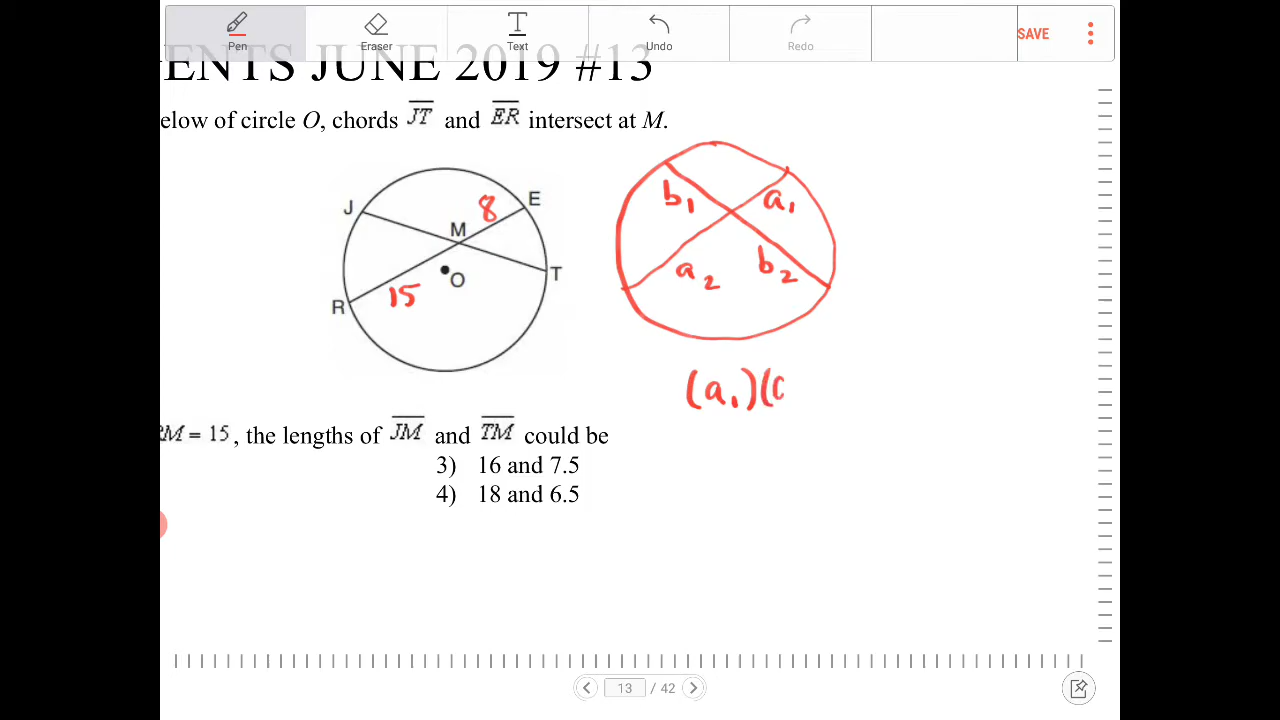 Pen Eraser Text Undo Redo SAVE
ENTS JUNE 2019 #13
elow of circle O, chords JT and ER intersect at M.
J E
8
M
O T
R 15
b1 a1
a2 b2
(a1)(
M = 15, the lengths of JM and TM could be
3) 16 and 7.5
4) 18 and 6.5
13 / 42